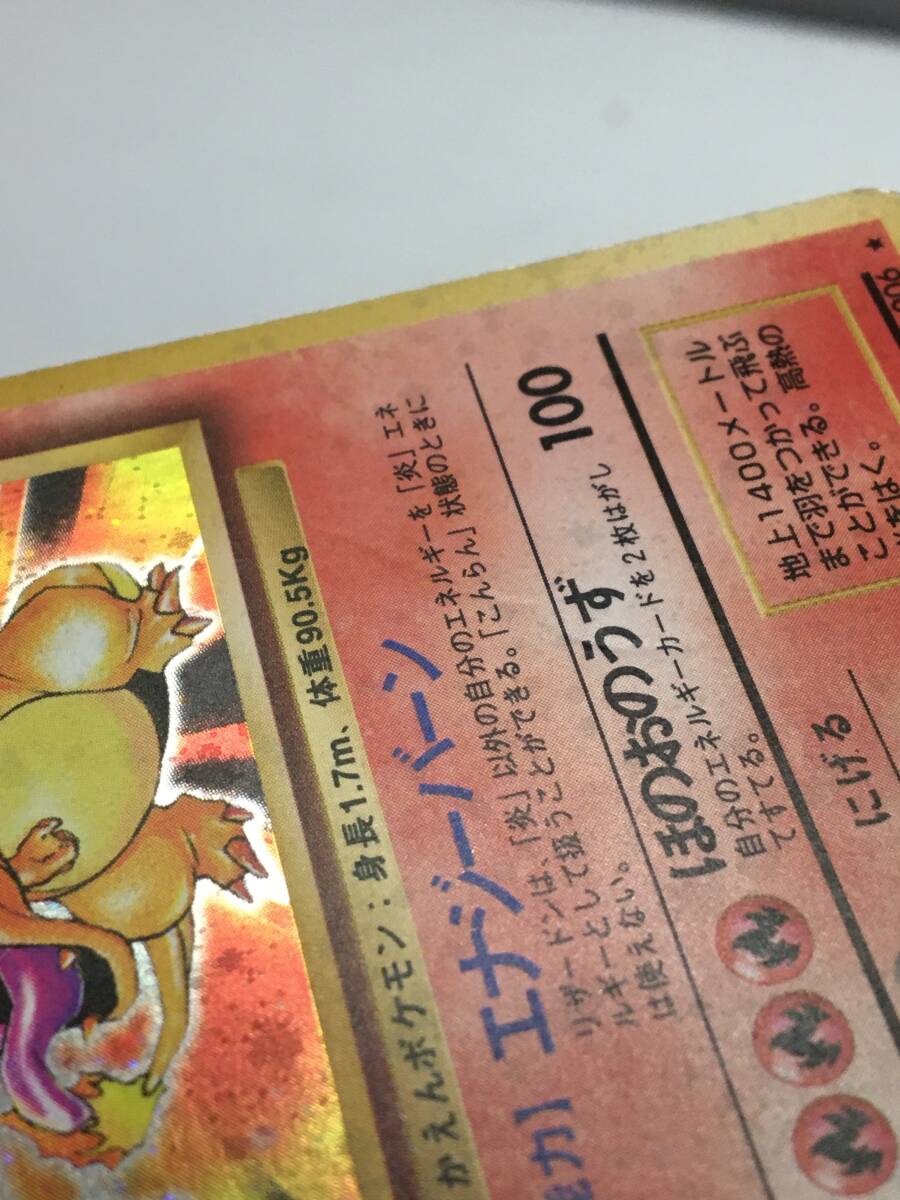 かえんポケモン：身長1.7m、体重90.5Kg
能力】エナジーバーン
リザードンは、「炎」以外の自分のエネルギーを「炎」エネ
ルギーとして扱うことができる。「こんらん」状態のときに
は使えない。
ほのおのうず 100
自分のエネルギーカードを2枚はがし
てすてる。
にげる
地上1400メートル
まで羽をつかって飛ぶ
ことができる。高熱の
をはく。
006 ★